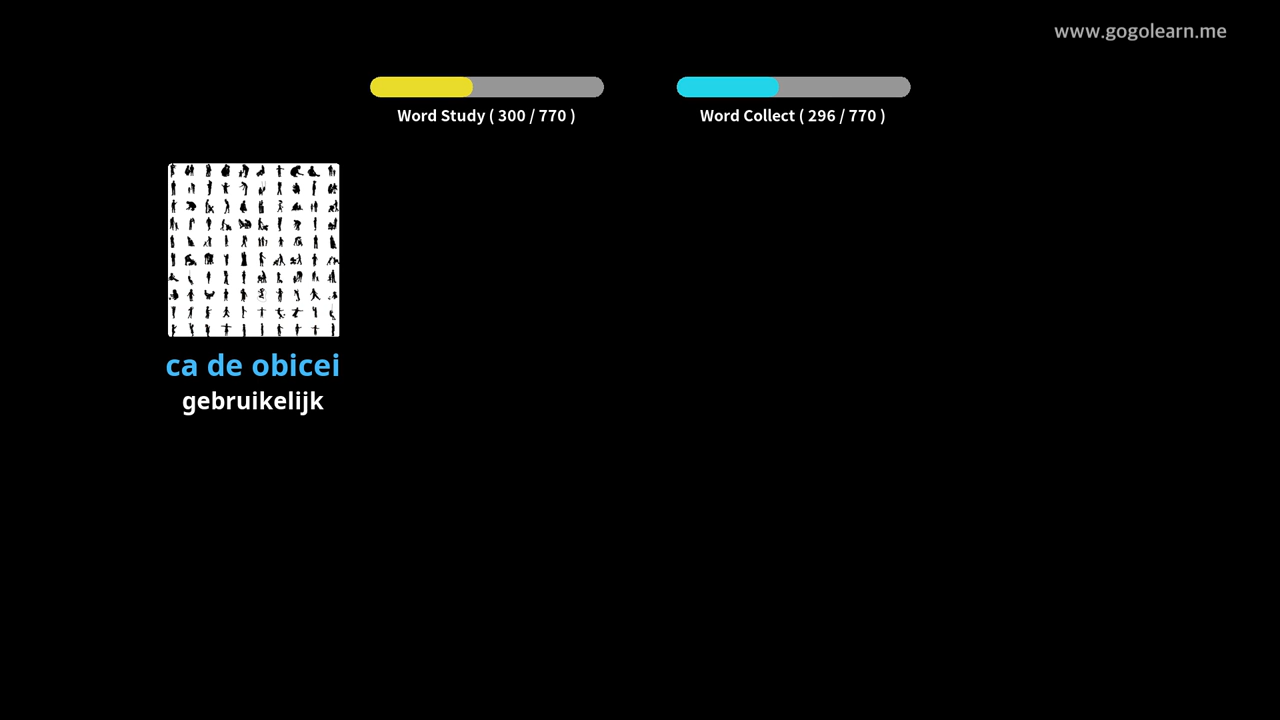 www.gogolearn.me
Word Study ( 300 / 770 )
Word Collect ( 296 / 770 )
ca de obicei
gebruikelijk